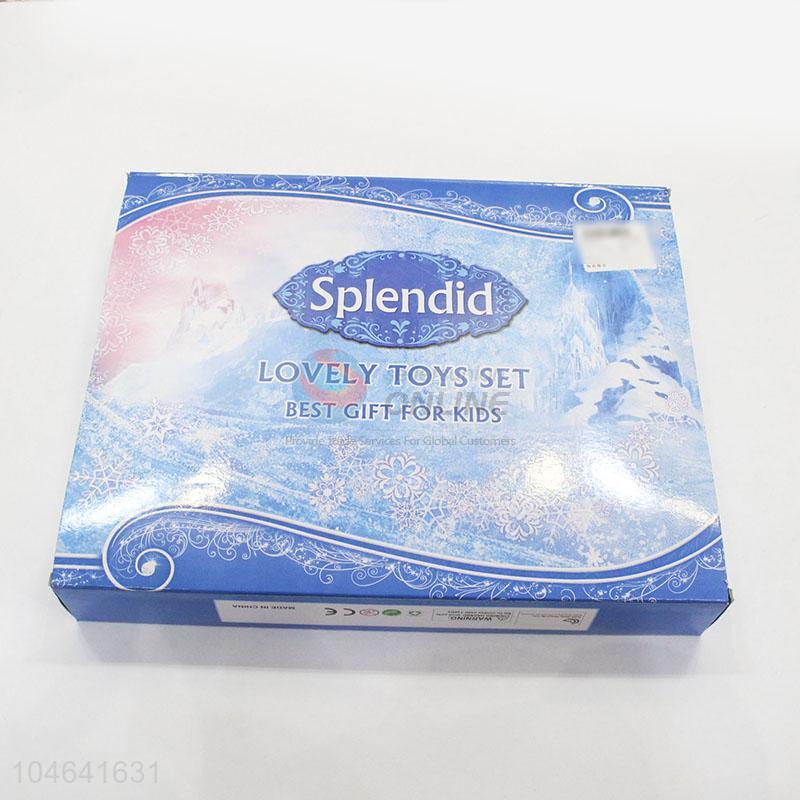 Splendid
LOVELY TOYS SET
ONLINE
BEST GIFT FOR KIDS
Provide Trade Services For Global Customers
WARNING
CE
MADE IN CHINA
104641631